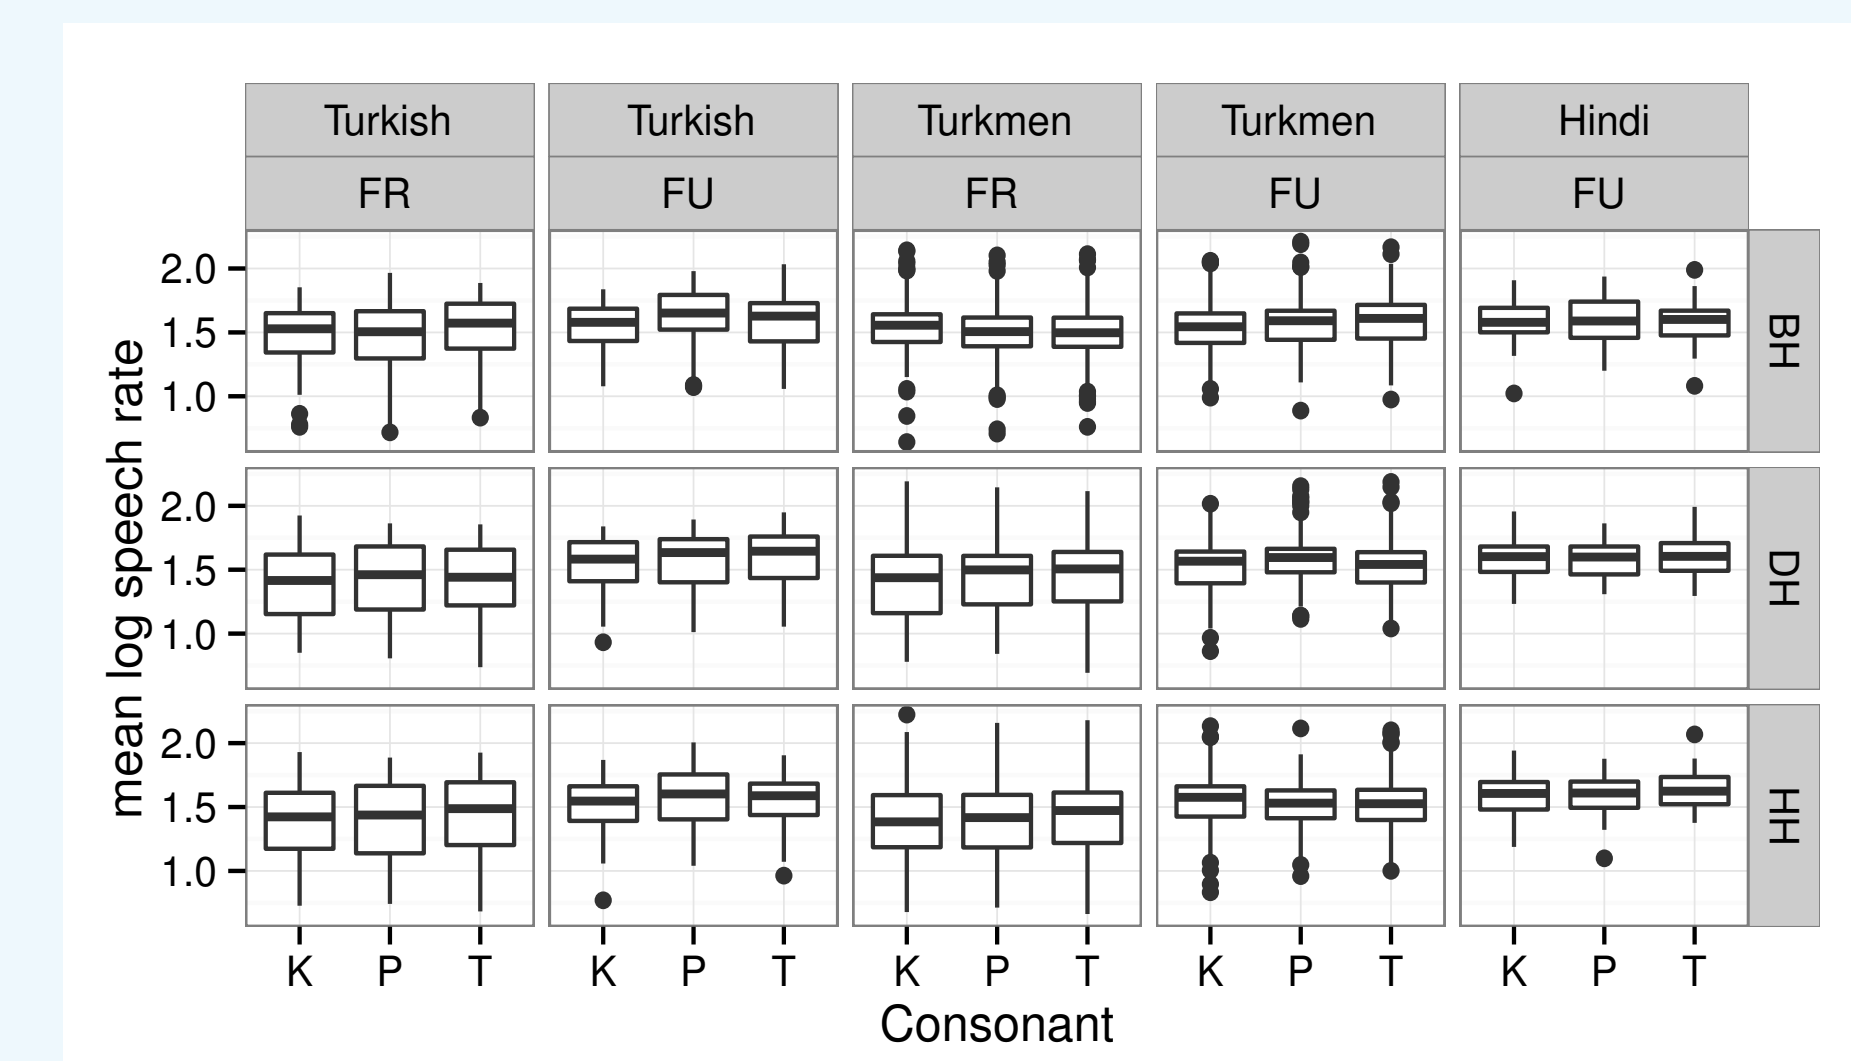 Turkish Turkish Turkmen Turkmen Hindi
FR FU FR FU FU
mean log speech rate
2.0
1.5
1.0
BH
2.0
1.5
1.0
DH
2.0
1.5
1.0
HH
K P T K P T K P T K P T K P T
Consonant